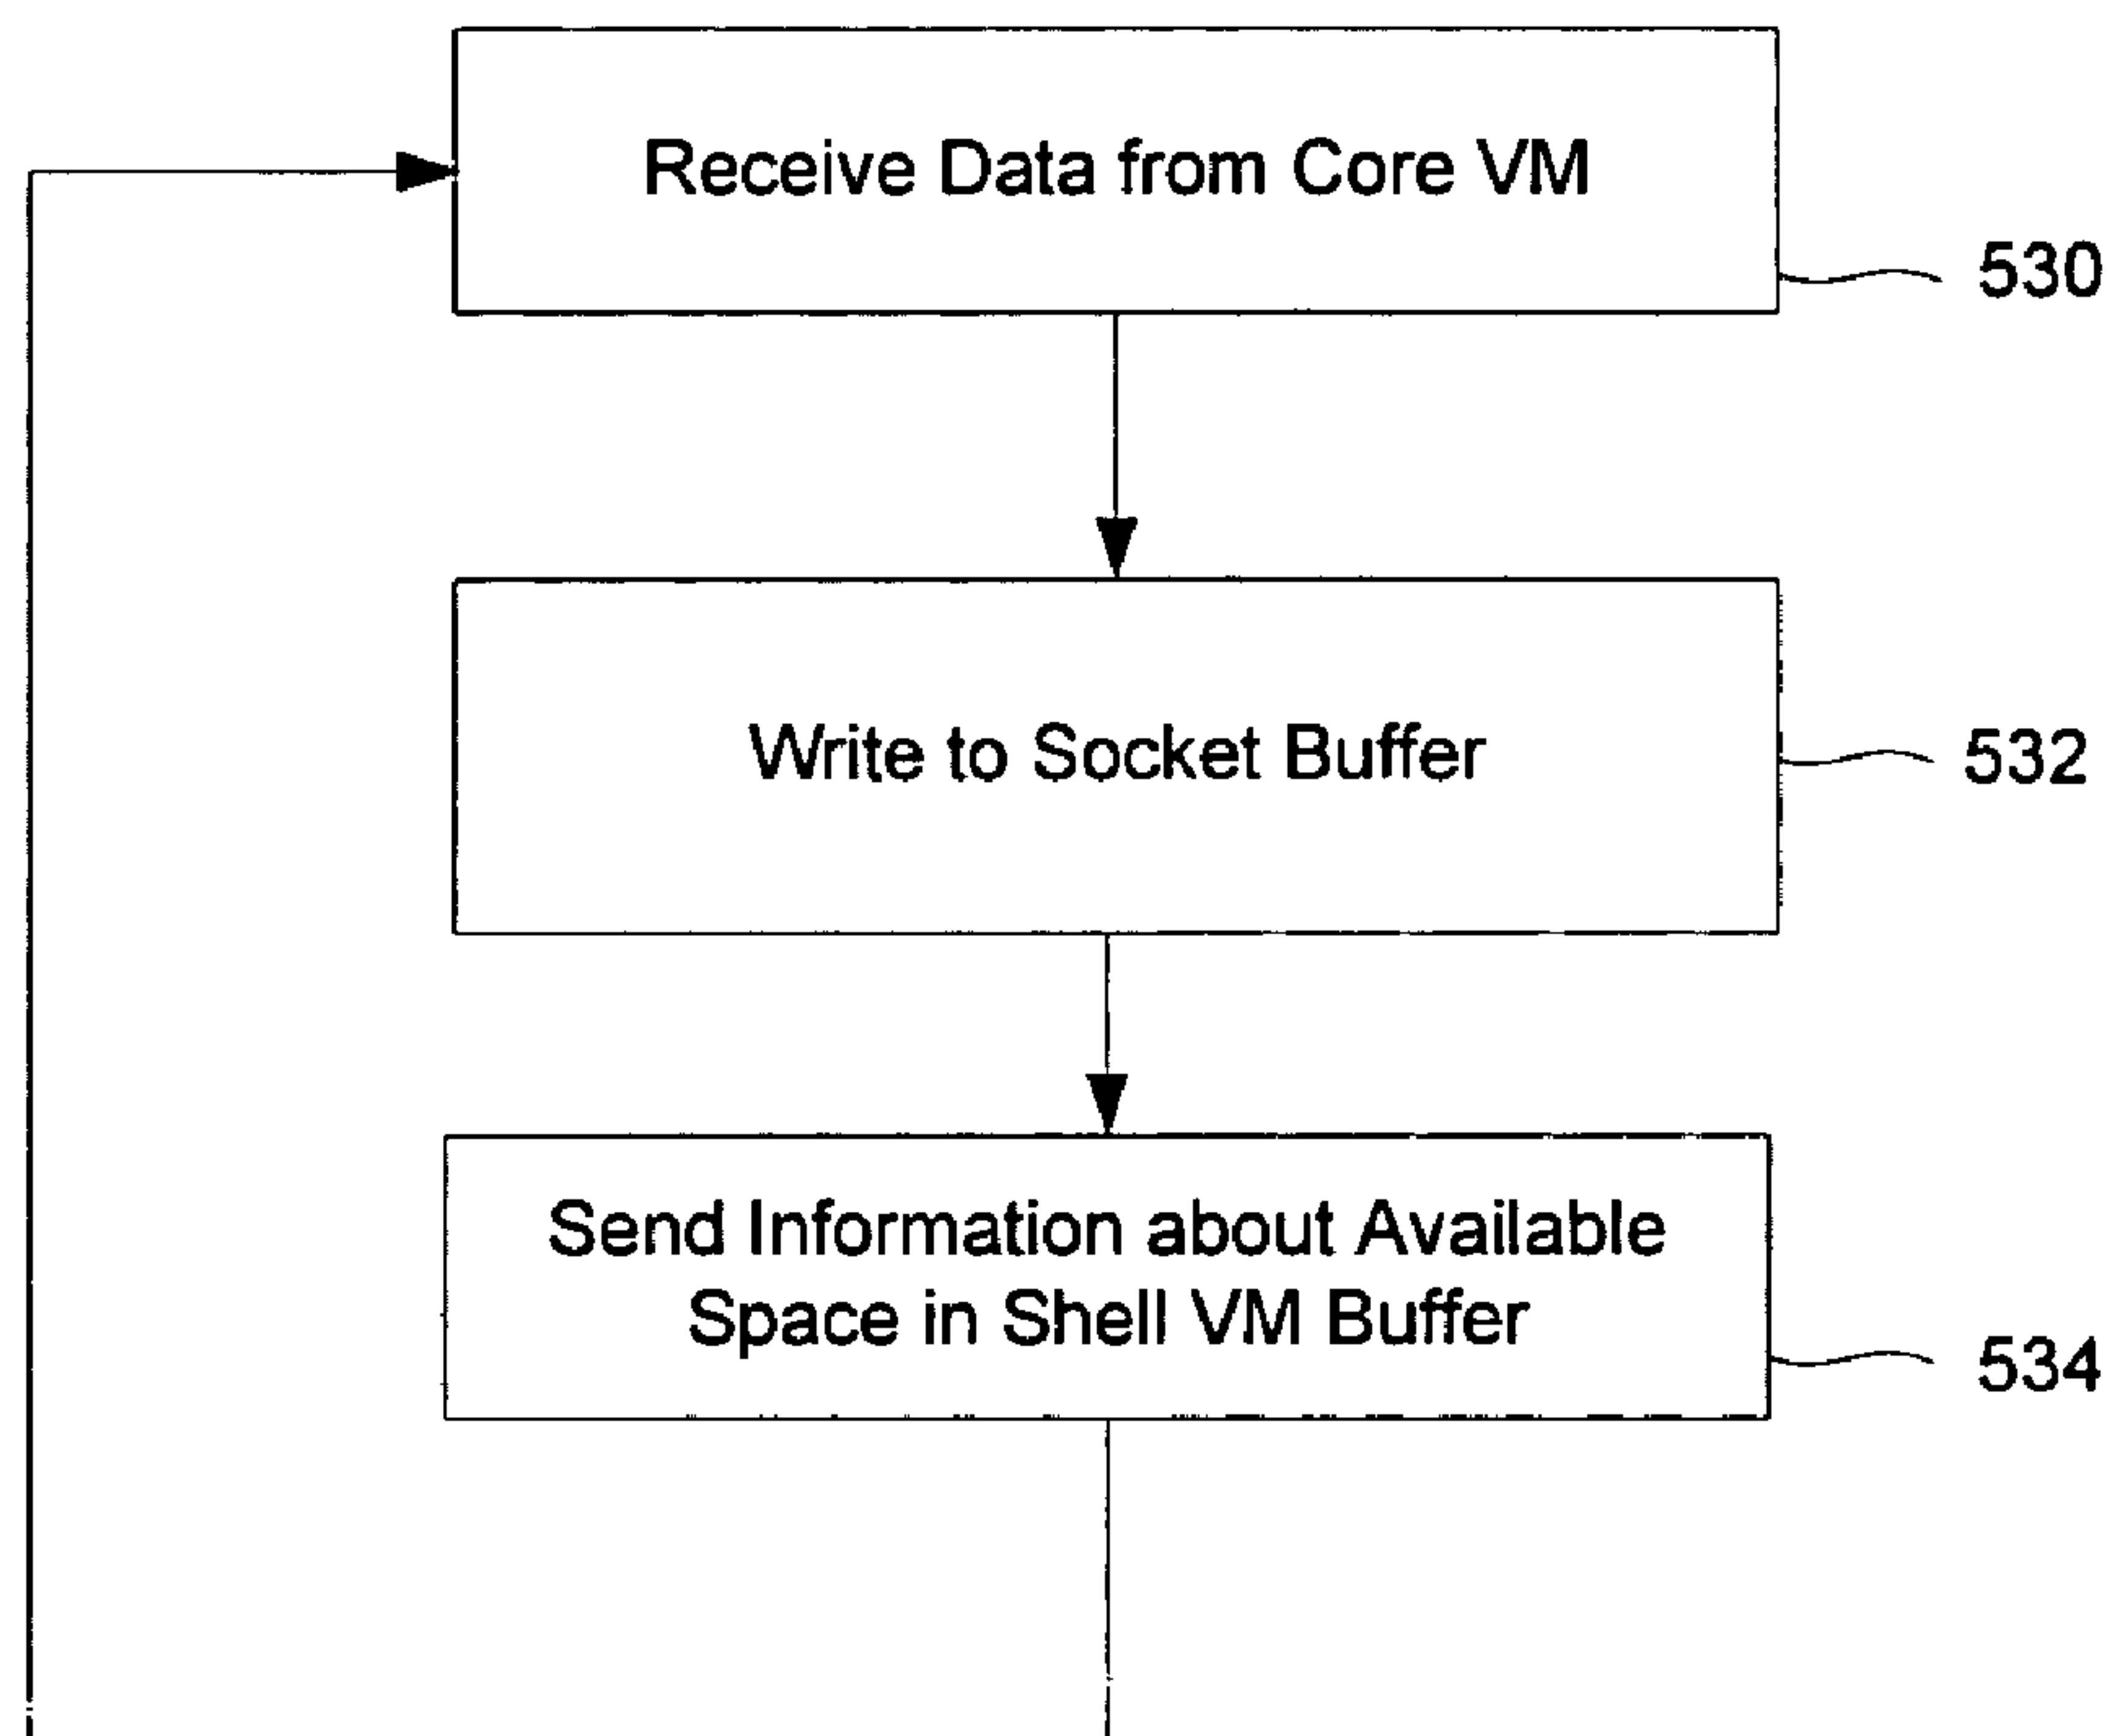 Receive Data from Core VM
530
Write to Socket Buffer
532
Send Information about Available
Space in Shell VM Buffer
534